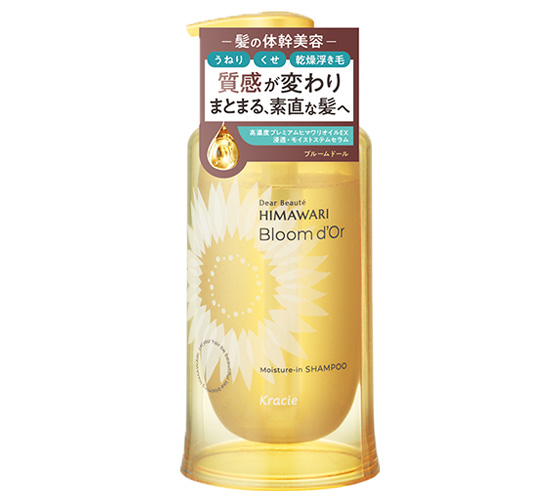 －髪の体幹美容－
うねり くせ 乾燥浮き毛
質感が変わり
まとまる、素直な髪へ
高濃度プレミアムヒマワリオイルEX
浸透・モイストステムセラム
ブルームドール
Dear Beauté
HIMAWARI
Bloom d'Or
Moisture-in SHAMPOO
Kracie